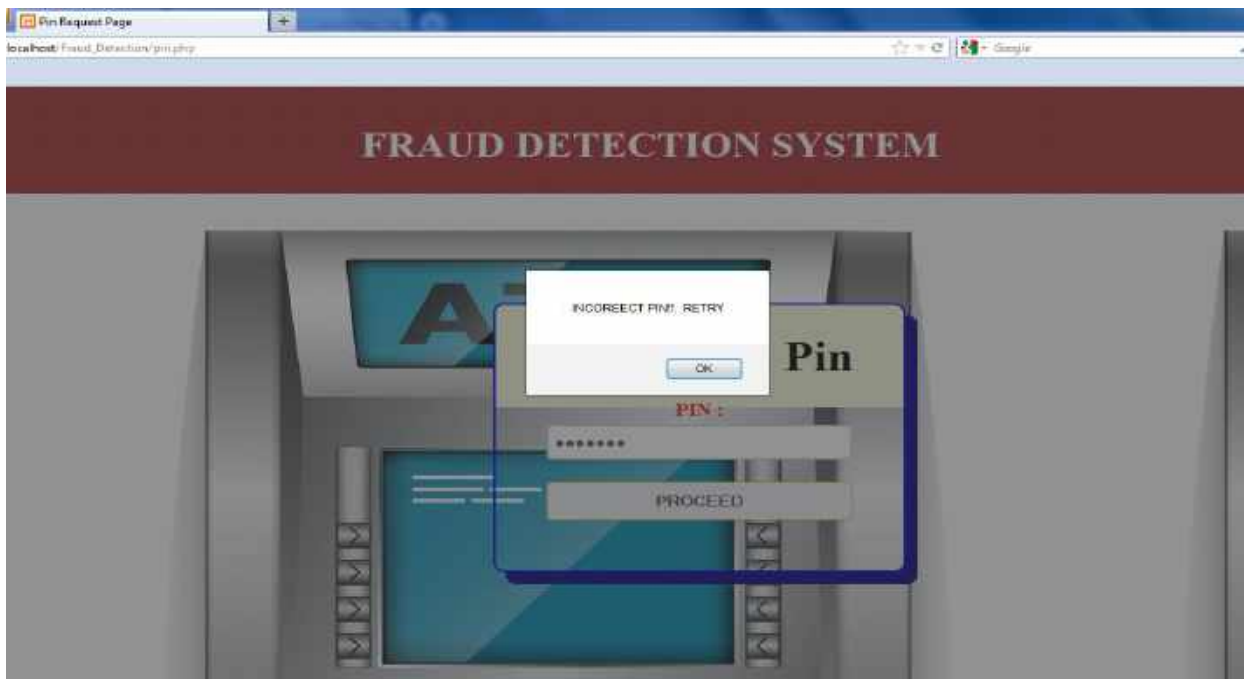 Pin Request Page
localhost/Fraud_Detection/pin.php
Google
FRAUD DETECTION SYSTEM
INCOREECT PIN!!. RETRY
OK
Pin
PIN :
•••••••
PROCEED